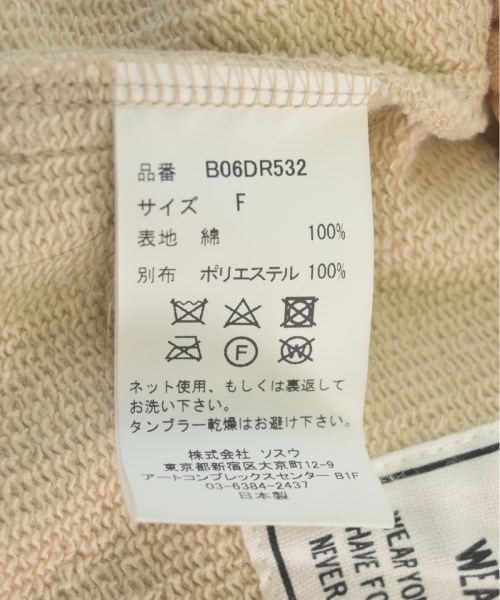 品番 B06DR532
サイズ F
表地 綿 100%
別布 ポリエステル 100%
F
W
ネット使用、もしくは裏返して
お洗い下さい。
タンブラー乾燥はお避け下さい。
株式会社 ソスウ
東京都新宿区大京町12-9
アートコンプレックスセンター B1F
03-6384-2437
日本製
WEA
WEAR YOU
HAVE FO
NEVER